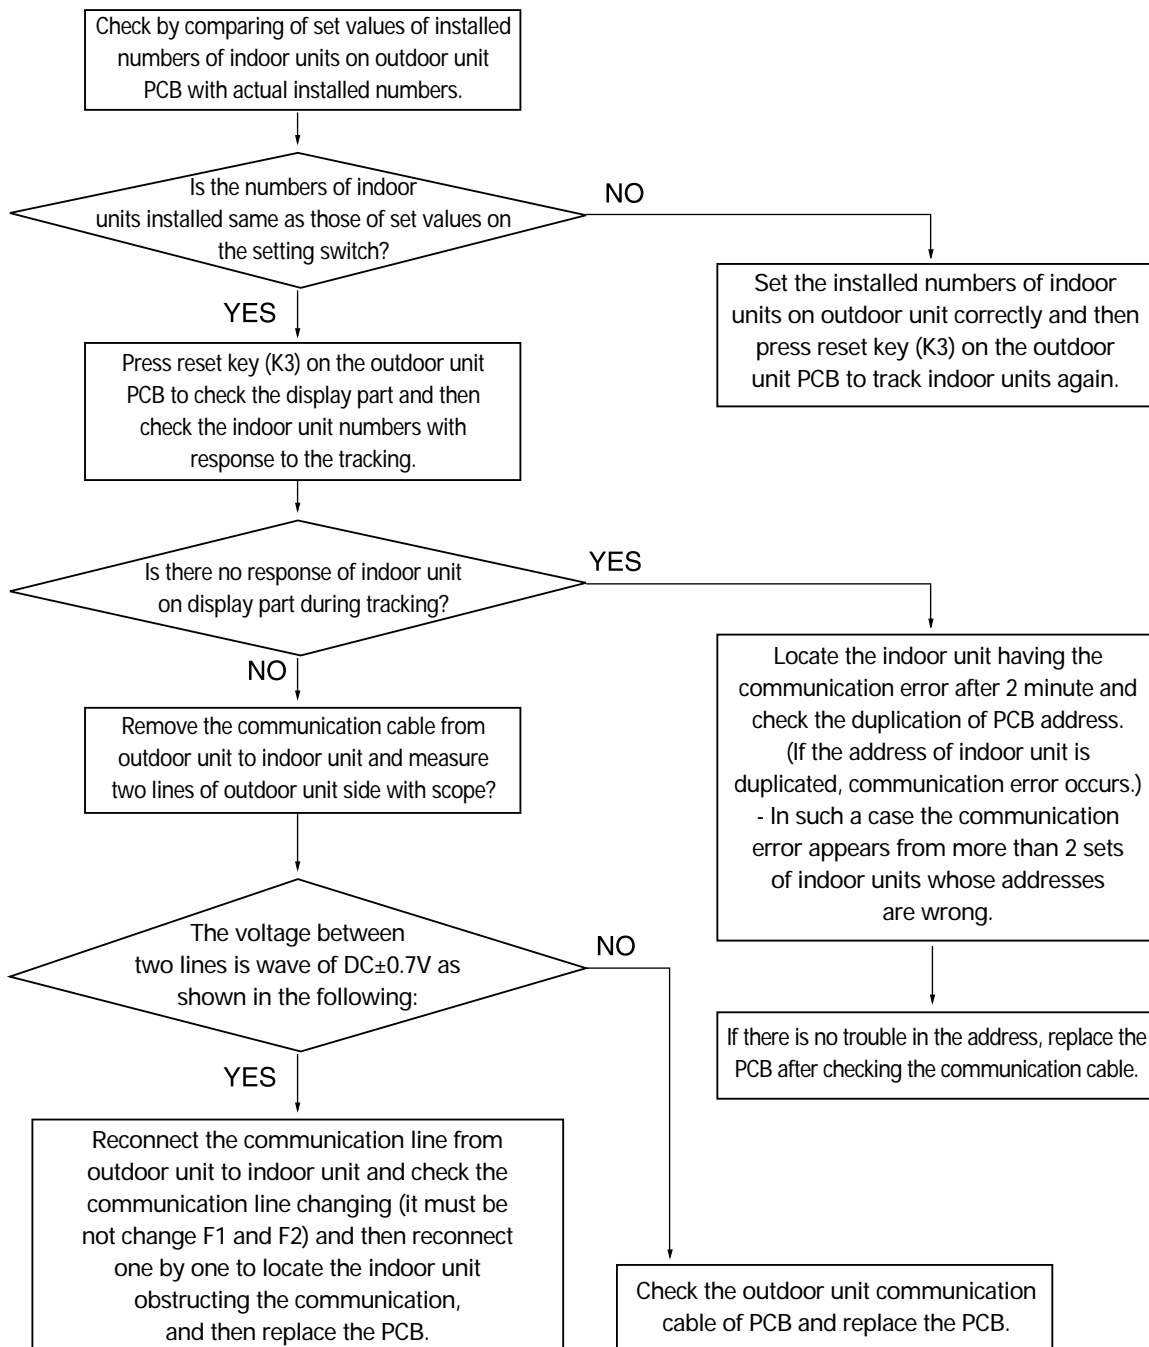 Check by comparing of set values of installed
numbers of indoor units on outdoor unit
PCB with actual installed numbers.
Is the numbers of indoor
units installed same as those of set values on
the setting switch?
NO
Set the installed numbers of indoor
units on outdoor unit correctly and then
press reset key (K3) on the outdoor
unit PCB to track indoor units again.
YES
Press reset key (K3) on the outdoor unit
PCB to check the display part and then
check the indoor unit numbers with
response to the tracking.
Is there no response of indoor unit
on display part during tracking?
YES
Locate the indoor unit having the
communication error after 2 minute and
check the duplication of PCB address.
(If the address of indoor unit is
duplicated, communication error occurs.)
- In such a case the communication
error appears from more than 2 sets
of indoor units whose addresses
are wrong.
If there is no trouble in the address, replace the
PCB after checking the communication cable.
NO
Remove the communication cable from
outdoor unit to indoor unit and measure
two lines of outdoor unit side with scope?
The voltage between
two lines is wave of DC±0.7V as
shown in the following:
NO
YES
Reconnect the communication line from
outdoor unit to indoor unit and check the
communication line changing (it must be
not change F1 and F2) and then reconnect
one by one to locate the indoor unit
obstructing the communication,
and then replace the PCB.
Check the outdoor unit communication
cable of PCB and replace the PCB.